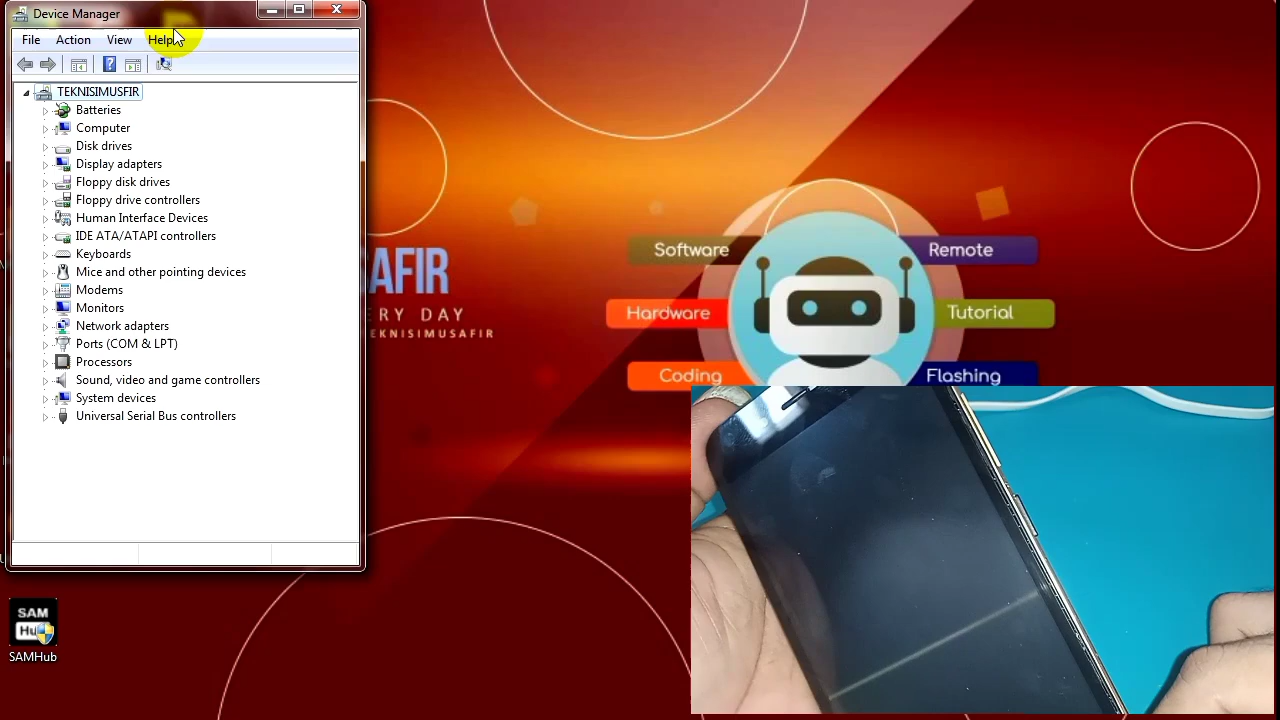 Device Manager
File Action View Help
TEKNISIMUSFIR
Batteries
Computer
Disk drives
Display adapters
Floppy disk drives
Floppy drive controllers
Human Interface Devices
IDE ATA/ATAPI controllers
Keyboards
Mice and other pointing devices
Modems
Monitors
Network adapters
Ports (COM & LPT)
Processors
Sound, video and game controllers
System devices
Universal Serial Bus controllers
SAFIR
ERY DAY
EKNISIMUSAFIR
Software
Remote
Hardware
Tutorial
Coding
Flashing
SAM
Hu
SAMHub